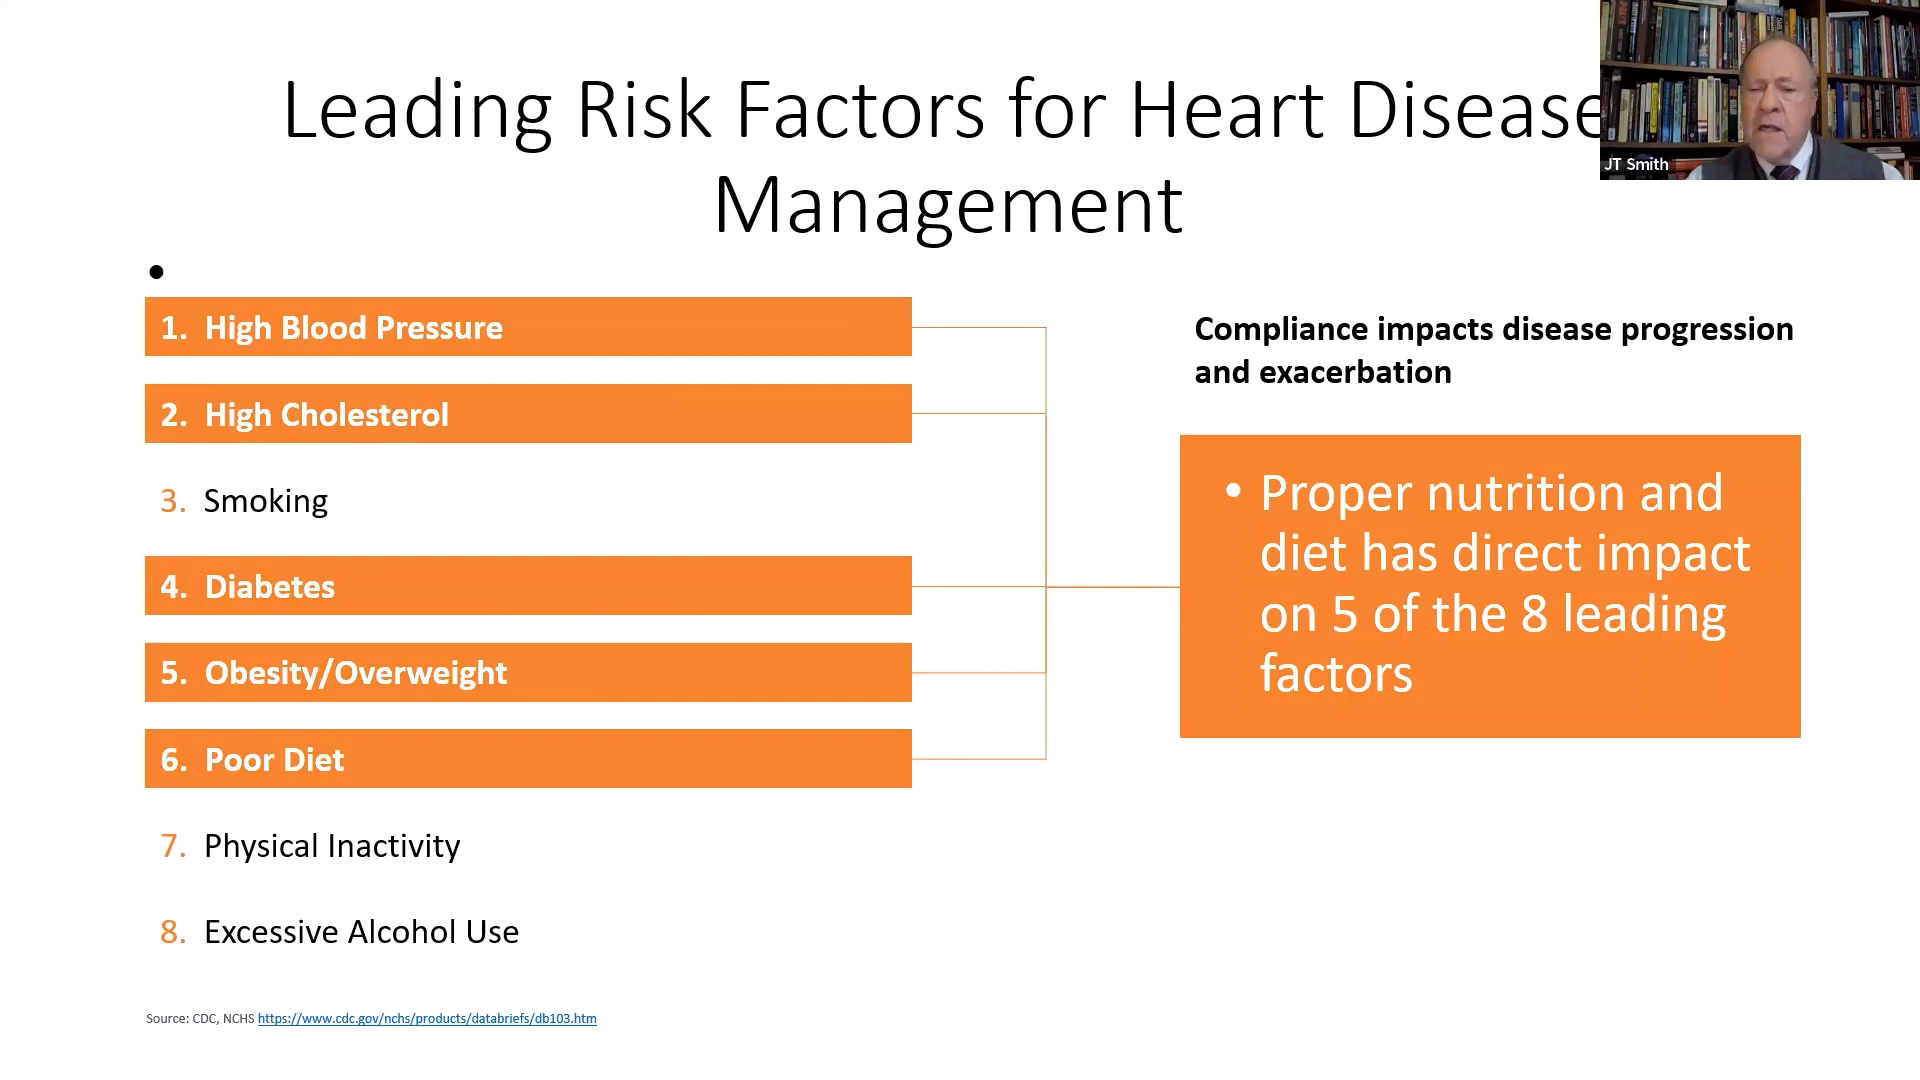 Leading Risk Factors for Heart Disease
Management
JT Smith
•
1. High Blood Pressure
2. High Cholesterol
3. Smoking
4. Diabetes
5. Obesity/Overweight
6. Poor Diet
7. Physical Inactivity
8. Excessive Alcohol Use
Compliance impacts disease progression
and exacerbation
• Proper nutrition and
diet has direct impact
on 5 of the 8 leading
factors
Source: CDC, NCHS https://www.cdc.gov/nchs/products/databriefs/db103.htm